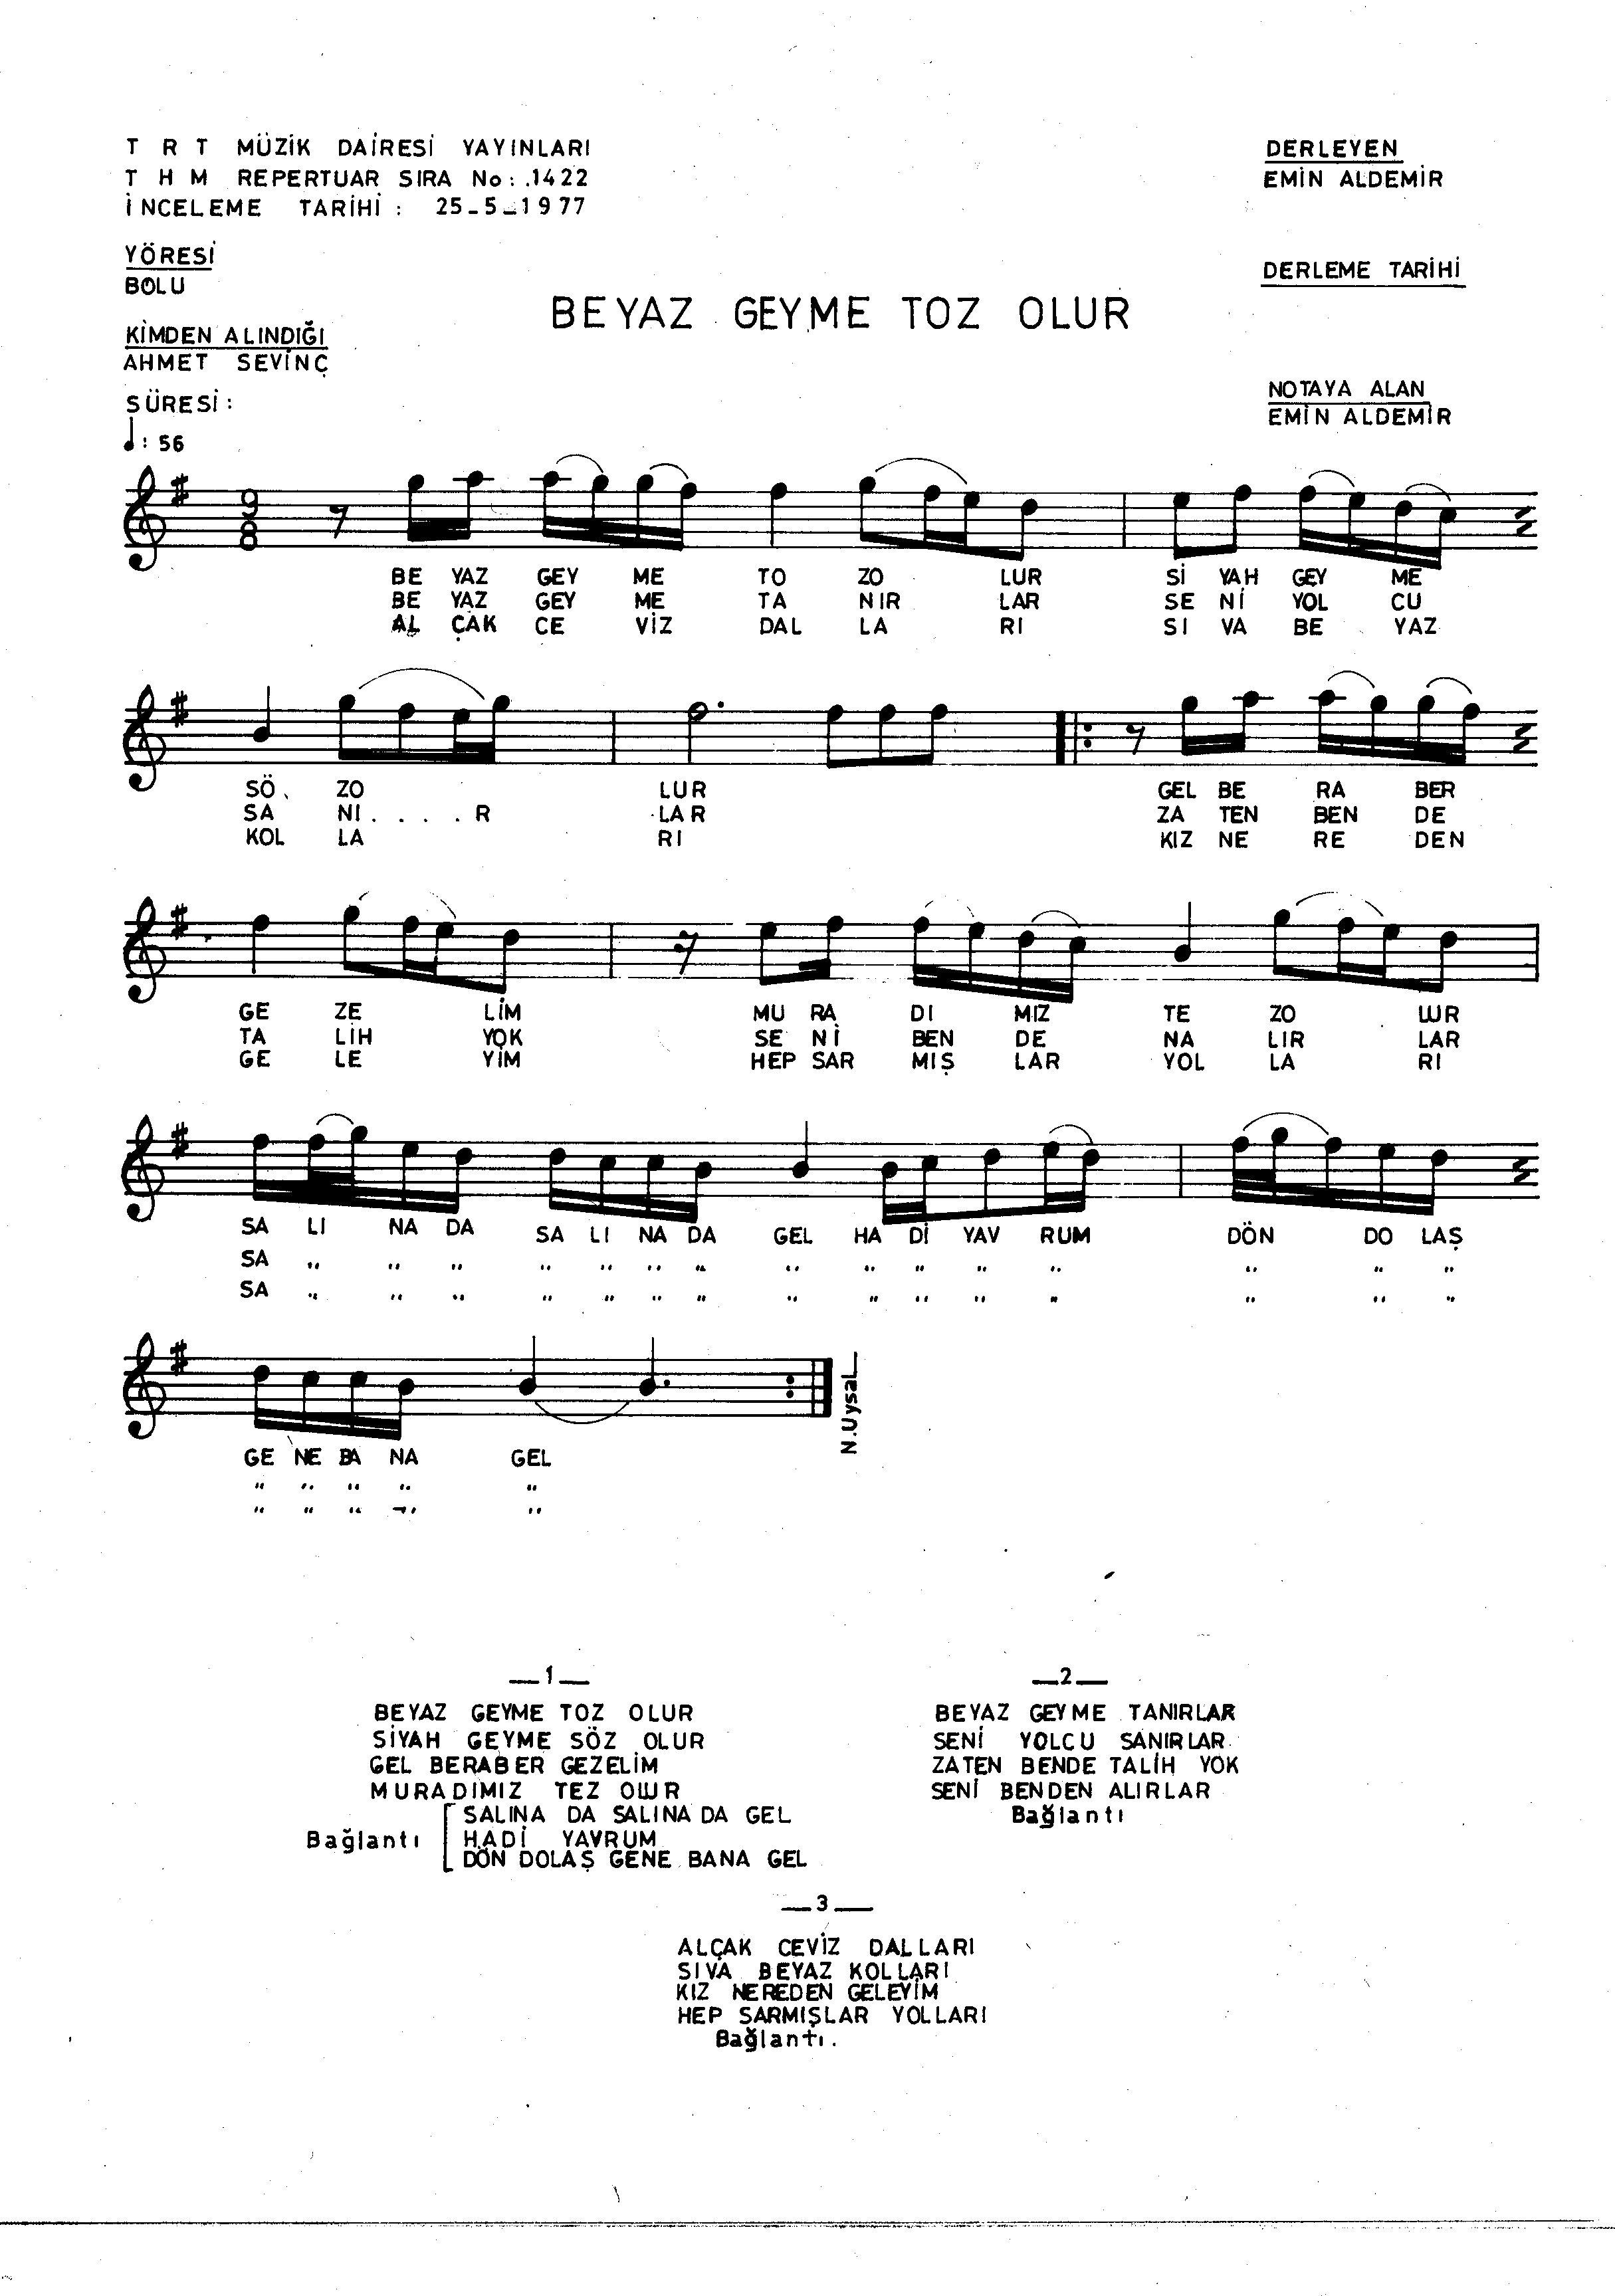 T R T MÜZİK DAİRESİ YAYINLARI
T H M REPERTUAR SIRA No: .1422
İNCELEME TARİHİ : 25_5_1977
DERLEYEN
EMİN ALDEMİR
YÖRESİ
BOLU
DERLEME TARİHİ
BEYAZ GEYME TOZ OLUR
KİMDEN ALINDIĞI
AHMET SEVİNÇ
NOTAYA ALAN
EMİN ALDEMİR
SÜRESİ :
: 56
9
8
BE YAZ GEY ME TO ZO LUR Sİ YAH GEY ME
BE YAZ GEY ME TA NIR LAR SE Nİ YOL CU
AL ÇAK CE VİZ DAL LA RI SI VA BE YAZ
SÖ ZO LUR GEL BE RA BER
SA NI . . . . R LAR ZA TEN BEN DE
KOL LA RI KIZ NE RE DEN
GE ZE LİM MU RA DI MIZ TE ZO LUR
TA LİH YOK SE Nİ BEN DE NA LIR LAR
GE LE YİM HEP SAR MIŞ LAR YOL LA RI
SA LI NA DA SA LI NA DA GEL HA Dİ YAV RUM DÖN DO LAŞ
SA " " " " " " " " " " " " " " "
SA " " " " " " " " " " " " " " "
GE NE BA NA GEL
" " " " "
" " " " "
N.Uysal
_1_
BEYAZ GEYME TOZ OLUR
SİYAH GEYME SÖZ OLUR
GEL BERABER GEZELİM
MURADIMIZ TEZ OLUR
Bağlantı
SALINA DA SALINA DA GEL
HADİ YAVRUM
DÖN DOLAŞ GENE BANA GEL
_2_
BEYAZ GEYME TANIRLAR
SENİ YOLCU SANIRLAR
ZATEN BENDE TALİH YOK
SENİ BENDEN ALIRLAR
Bağlantı
_3_
ALÇAK CEVİZ DALLARI
SIVA BEYAZ KOLLARI
KIZ NEREDEN GELEYİM
HEP SARMIŞLAR YOLLARI
Bağlantı.